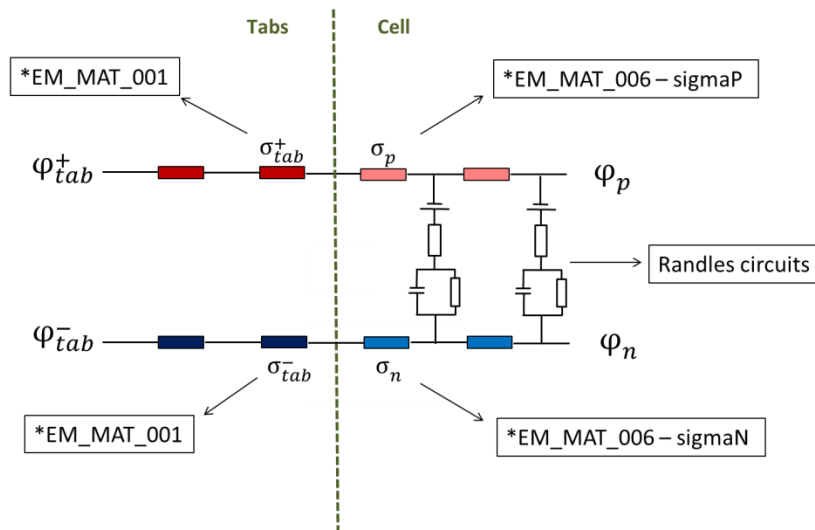 Tabs
Cell
*EM_MAT_001
*EM_MAT_006 – sigmaP
σ⁺tab
σp
φ⁺tab
φp
Randles circuits
φ⁻tab
φn
σ⁻tab
σn
*EM_MAT_001
*EM_MAT_006 – sigmaN